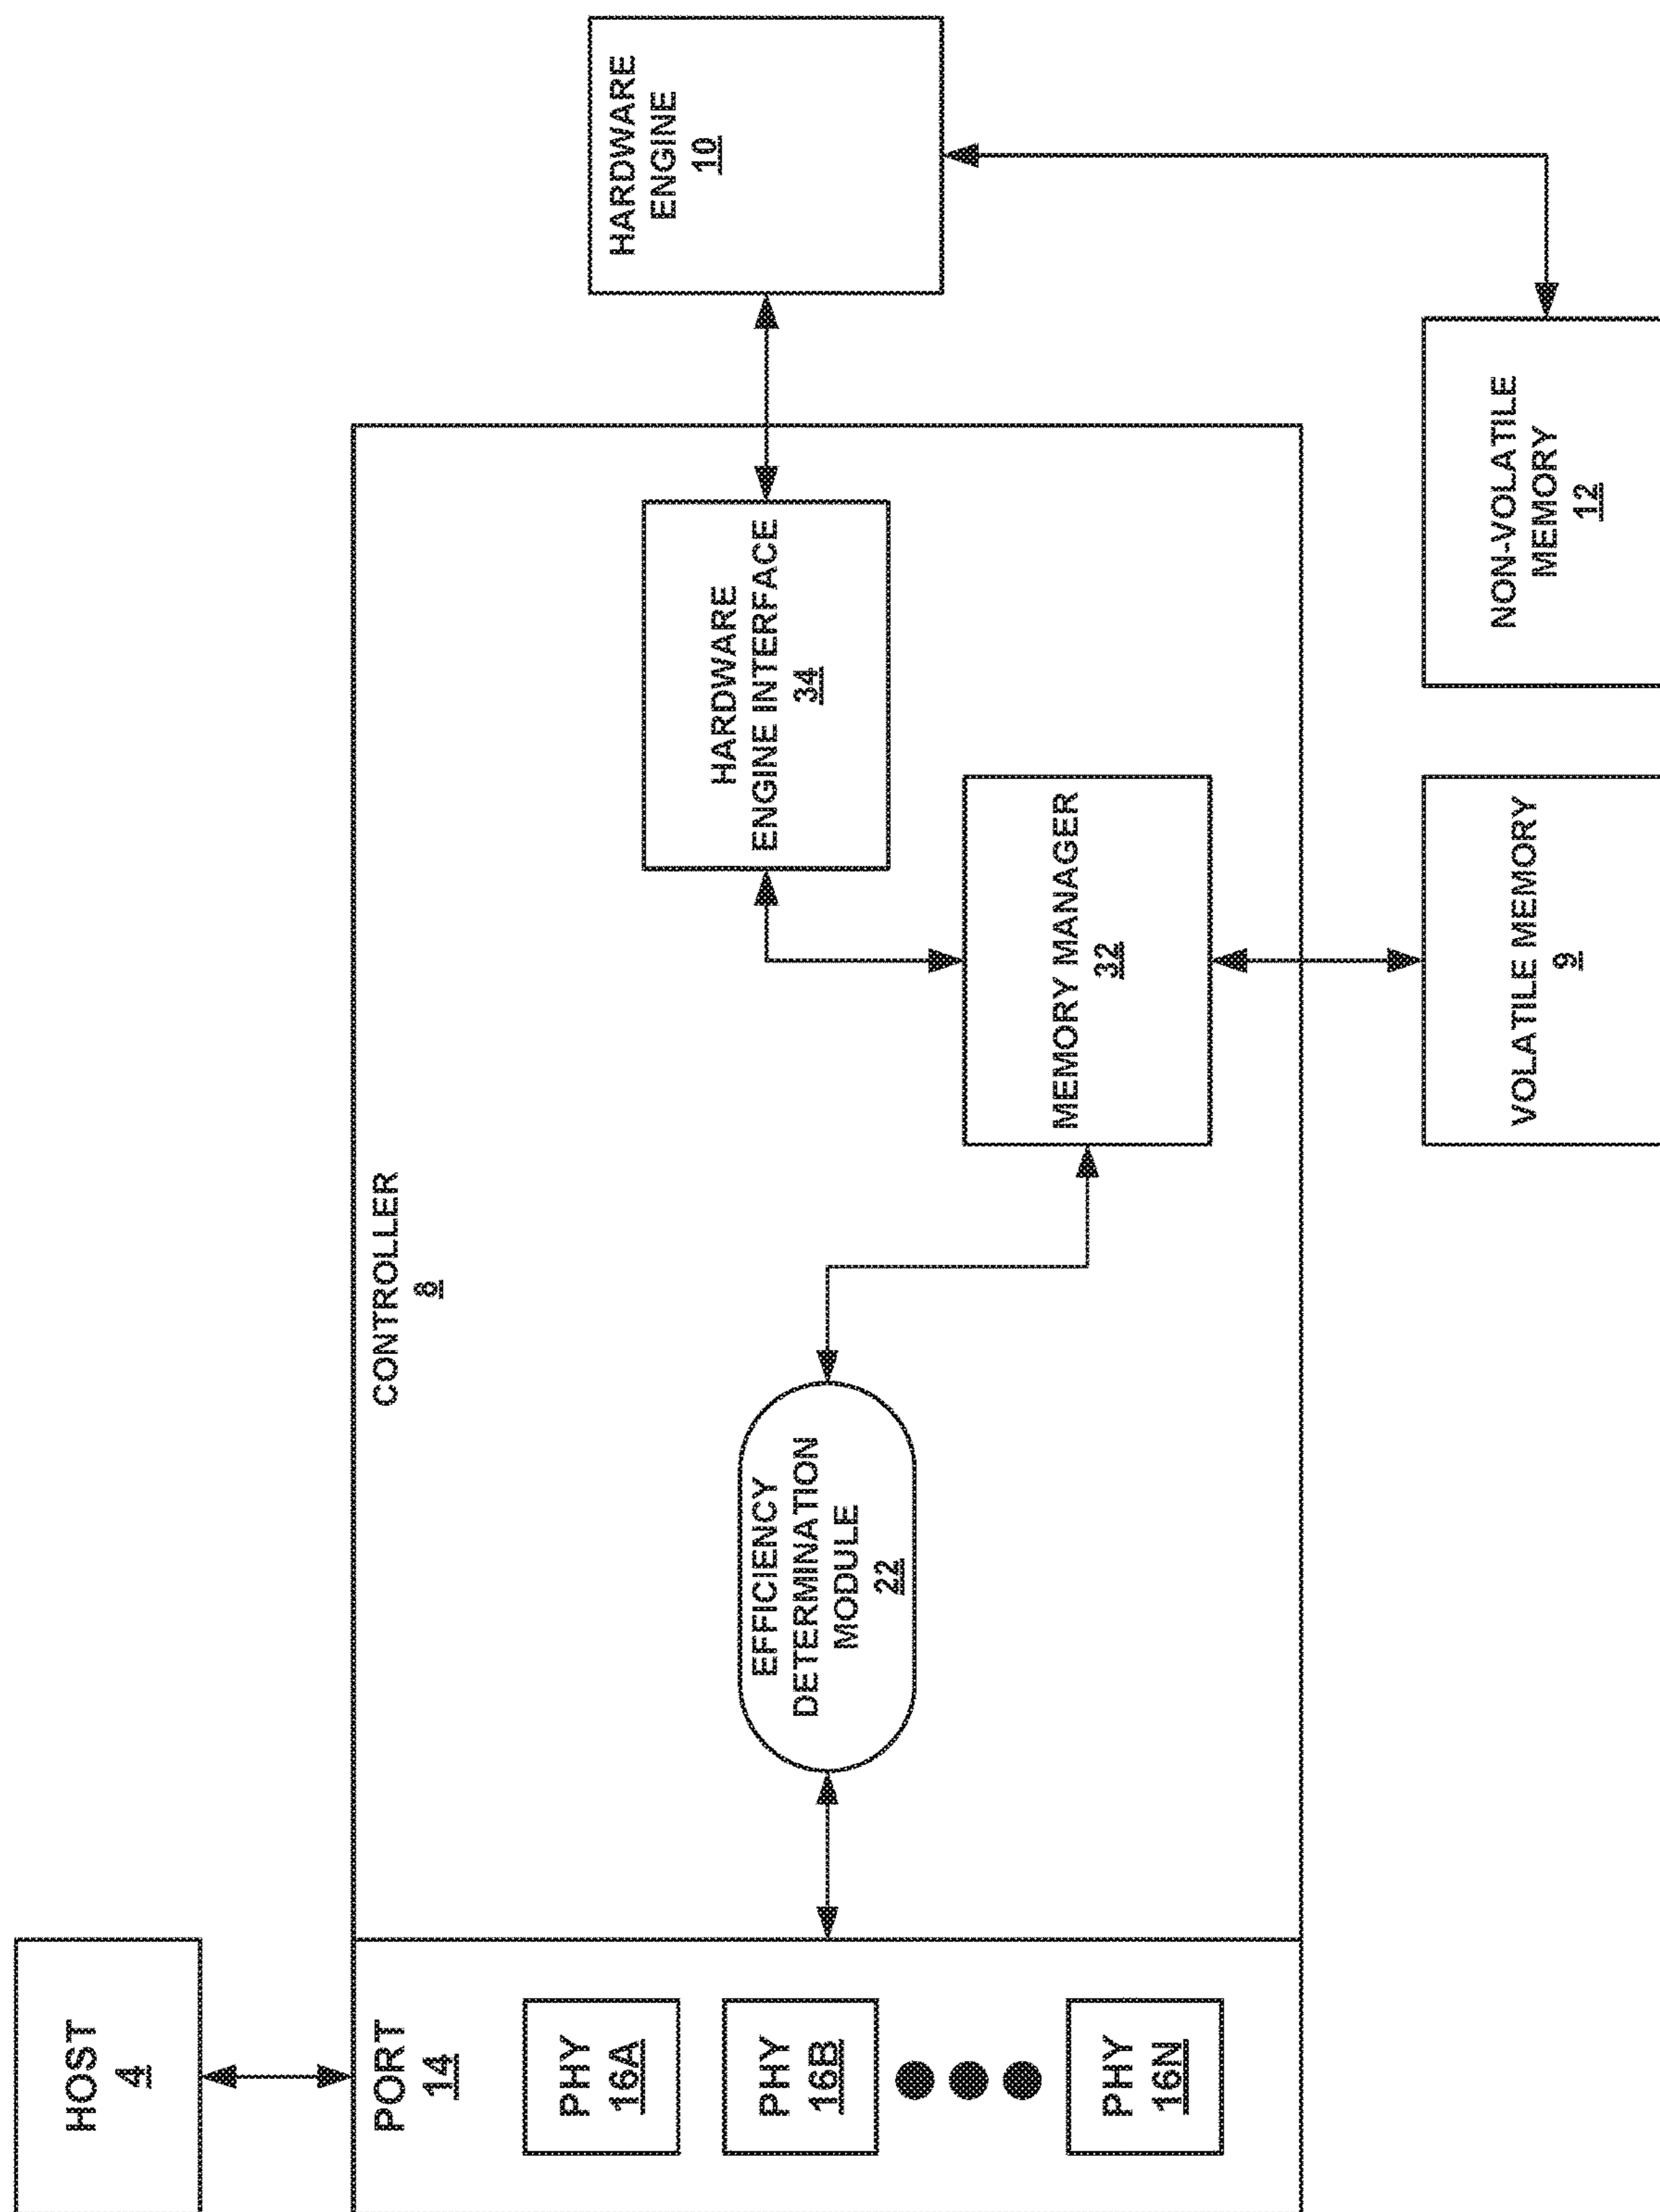 HOST
4
PORT
14
PHY
16A
PHY
16B
PHY
16N
CONTROLLER
8
EFFICIENCY
DETERMINATION
MODULE
22
MEMORY MANAGER
32
HARDWARE
ENGINE INTERFACE
34
HARDWARE
ENGINE
10
VOLATILE MEMORY
9
NON-VOLATILE
MEMORY
12